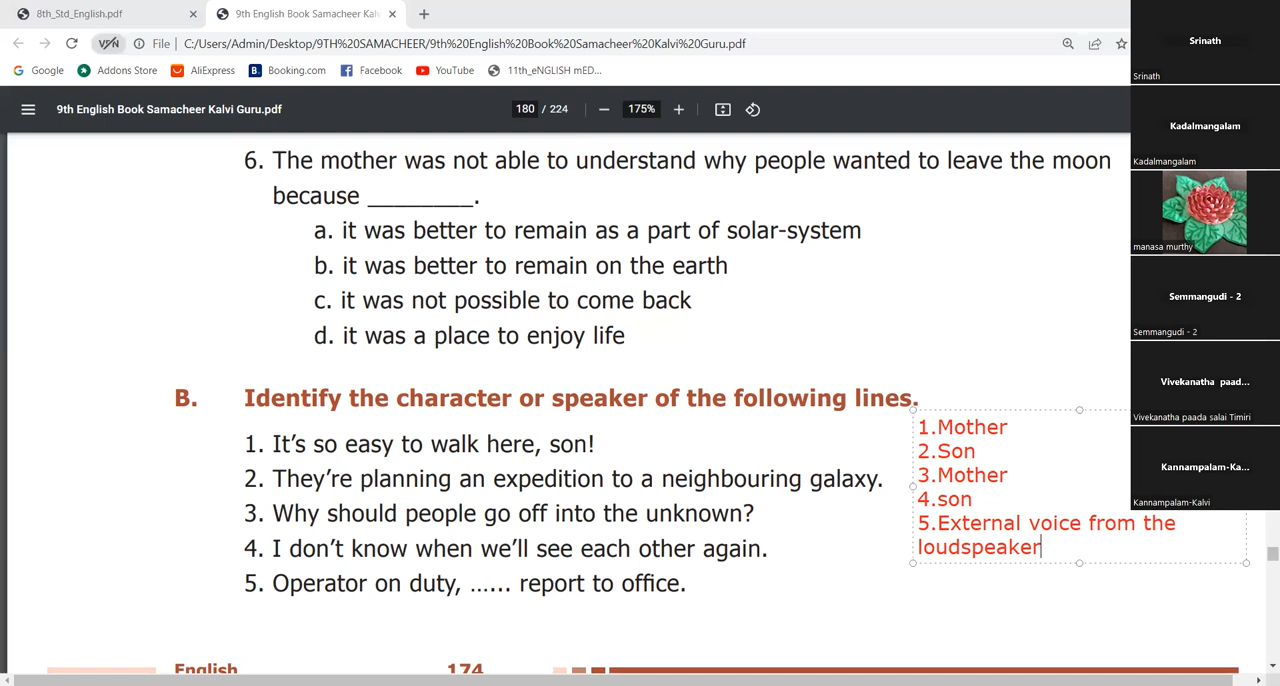 8th_Std_English.pdf
9th English Book Samacheer Kalv
VPN File C:/Users/Admin/Desktop/9TH%20SAMACHEER/9th%20English%20Book%20Samacheer%20Kalvi%20Guru.pdf
Google Addons Store AliExpress Booking.com Facebook YouTube 11th_eNGLISH mED...
9th English Book Samacheer Kalvi Guru.pdf 180 / 224 175%
6. The mother was not able to understand why people wanted to leave the moon
because ________.
a. it was better to remain as a part of solar-system
b. it was better to remain on the earth
c. it was not possible to come back
d. it was a place to enjoy life
B. Identify the character or speaker of the following lines.
1. It’s so easy to walk here, son!
2. They’re planning an expedition to a neighbouring galaxy.
3. Why should people go off into the unknown?
4. I don’t know when we’ll see each other again.
5. Operator on duty, …... report to office.
1.Mother
2.Son
3.Mother
4.son
5.External voice from the
loudspeaker
English 174
Srinath
Srinath
Kadalmangalam
Kadalmangalam
manasa murthy
Semmangudi - 2
Semmangudi - 2
Vivekanatha paad...
Vivekanatha paada salai Timiri
Kannampalam-Ka...
Kannampalam-Kalvi